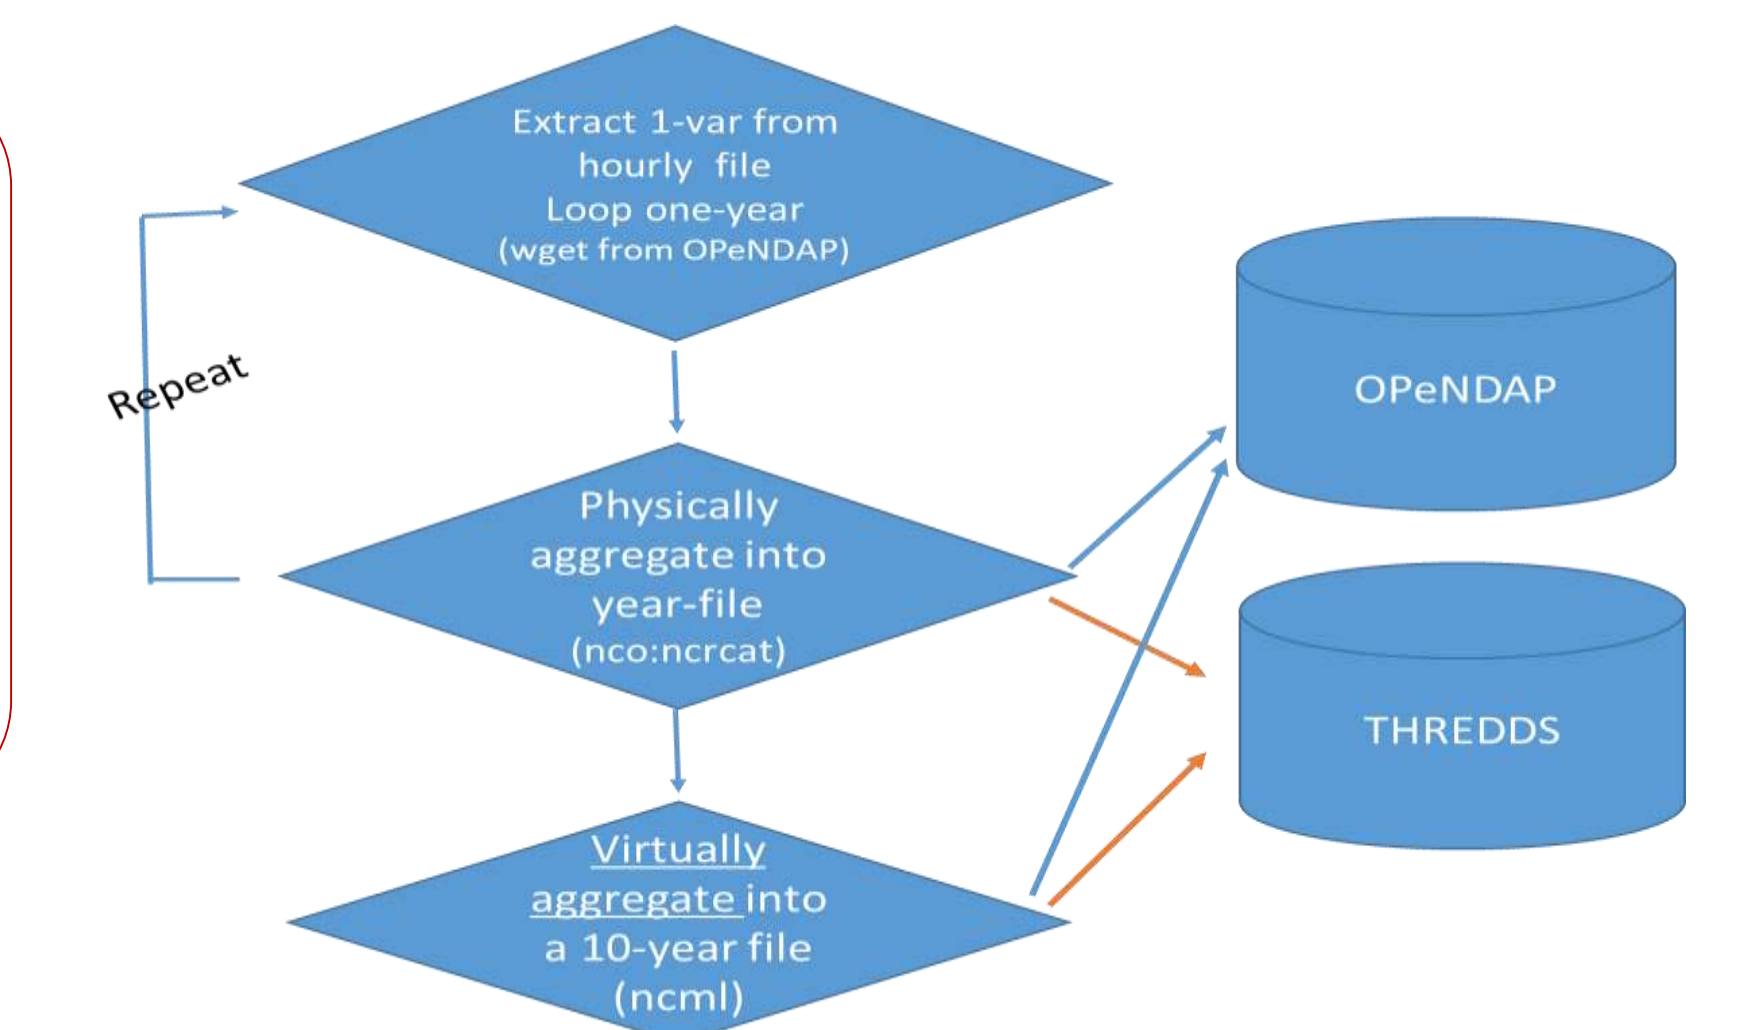 Extract 1-var from
hourly file
Loop one-year
(wget from OPeNDAP)
Repeat
OPeNDAP
Physically
aggregate into
year-file
(nco:ncrcat)
THREDDS
Virtually
aggregate into
a 10-year file
(ncml)